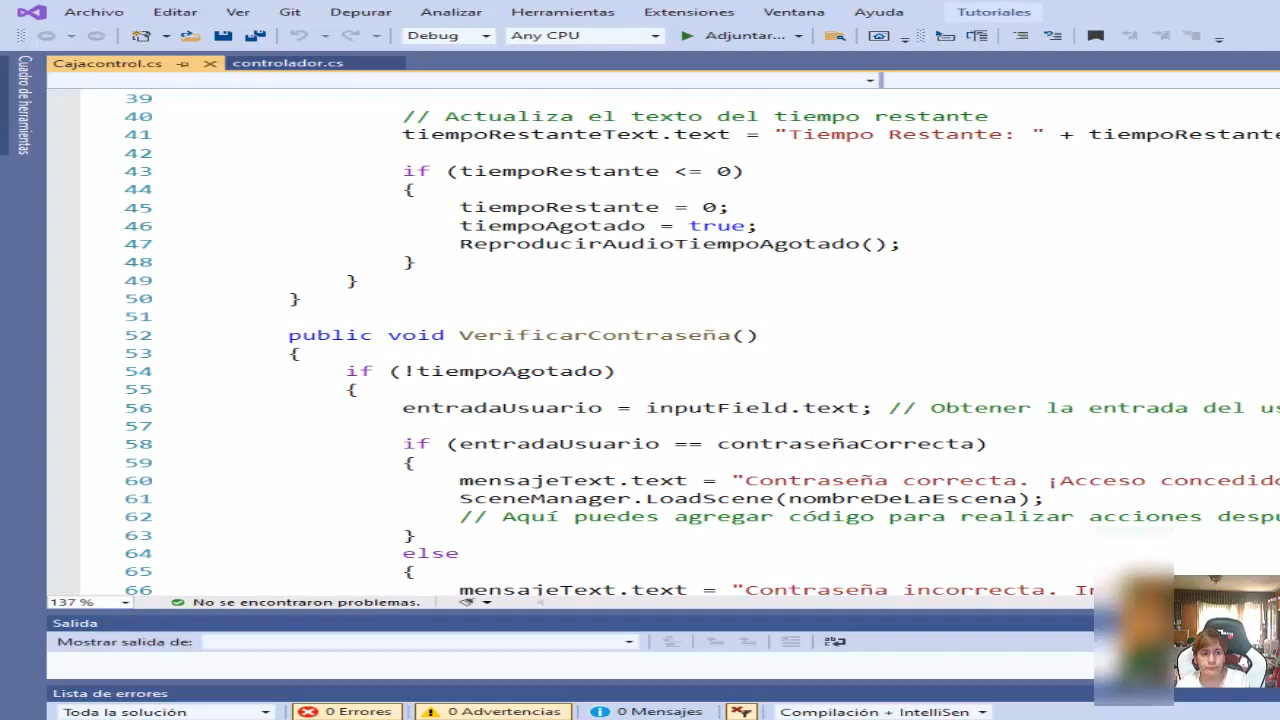 Archivo Editar Ver Git Depurar Analizar Herramientas Extensiones Ventana Ayuda Tutoriales
Debug Any CPU Adjuntar...
Cuadro de herramientas
Cajacontrol.cs controlador.cs
39
40 // Actualiza el texto del tiempo restante
41 tiempoRestanteText.text = "Tiempo Restante: " + tiempoRestante
42
43 if (tiempoRestante <= 0)
44 {
45 tiempoRestante = 0;
46 tiempoAgotado = true;
47 ReproducirAudioTiempoAgotado();
48 }
49 }
50 }
51
52 public void VerificarContraseña()
53 {
54 if (!tiempoAgotado)
55 {
56 entradaUsuario = inputField.text; // Obtener la entrada del us
57
58 if (entradaUsuario == contraseñaCorrecta)
59 {
60 mensajeText.text = "Contraseña correcta. ¡Acceso concedido
61 SceneManager.LoadScene(nombreDeLaEscena);
62 // Aquí puedes agregar código para realizar acciones despu
63 }
64 else
65 {
66 mensajeText.text = "Contraseña incorrecta. In
137 % No se encontraron problemas.
Salida
Mostrar salida de:
Lista de errores
Toda la solución 0 Errores 0 Advertencias 0 Mensajes Compilación + IntelliSen